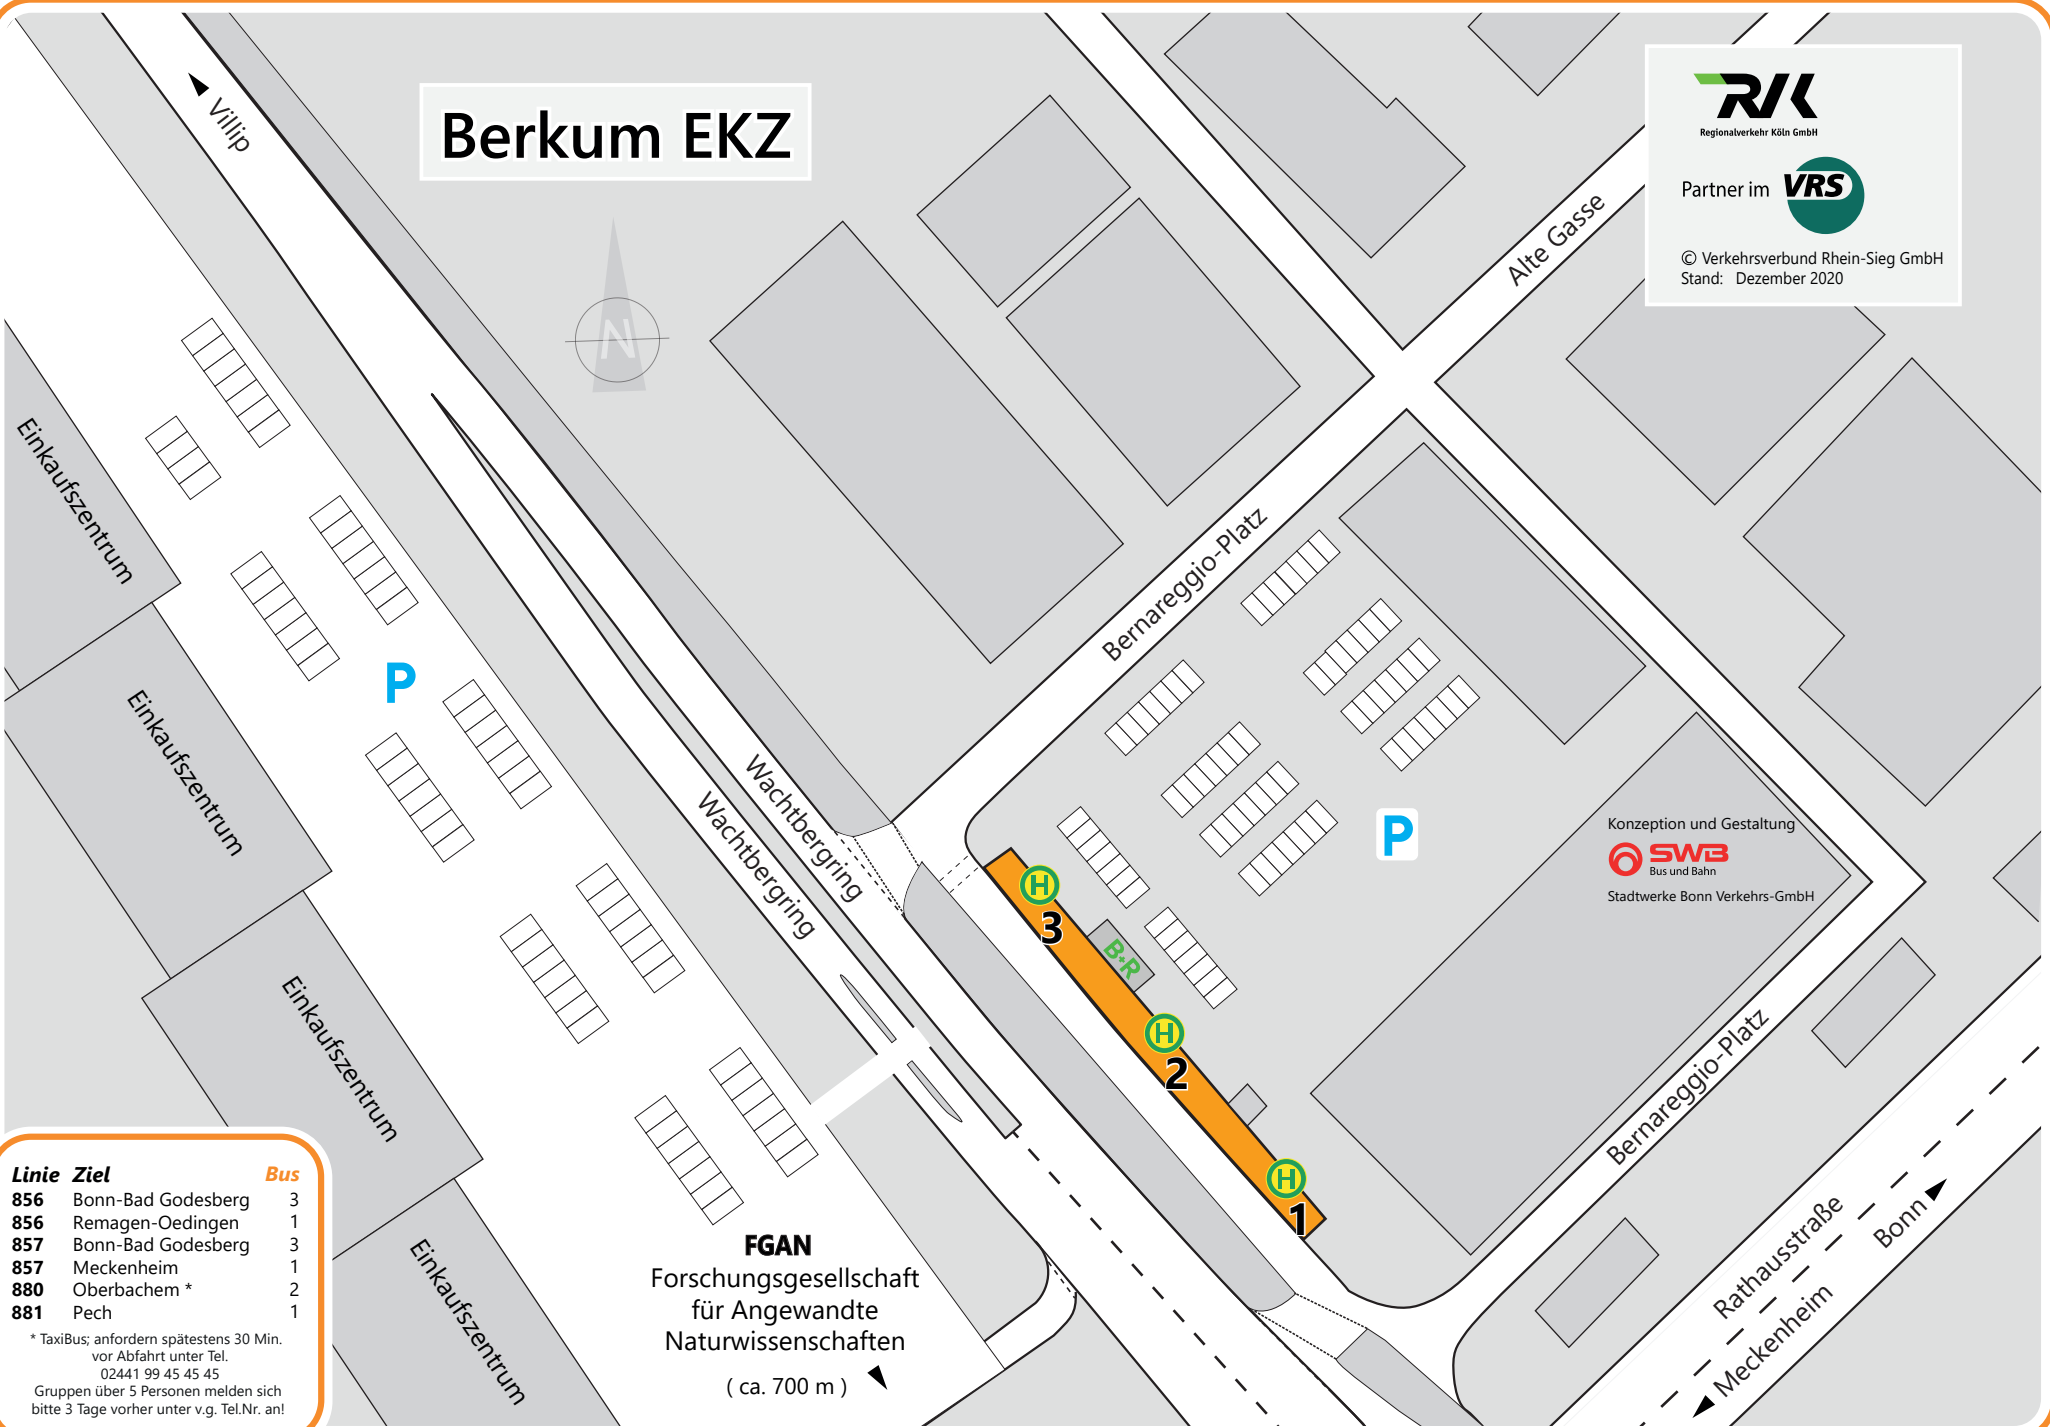 Berkum EKZ
Villip
N
RVK
Regionalverkehr Köln GmbH
Partner im VRS
© Verkehrsverbund Rhein-Sieg GmbH
Stand: Dezember 2020
Alte Gasse
Bernareggio-Platz
Einkaufszentrum
Einkaufszentrum
Einkaufszentrum
Einkaufszentrum
P
Wachtbergring
Wachtbergring
P
H
3
B+R
H
2
H
1
Konzeption und Gestaltung
SWB
Bus und Bahn
Stadtwerke Bonn Verkehrs-GmbH
Bernareggio-Platz
Rathausstraße
Bonn
Meckenheim
FGAN
Forschungsgesellschaft
für Angewandte
Naturwissenschaften
( ca. 700 m )
Linie Ziel Bus
856 Bonn-Bad Godesberg 3
856 Remagen-Oedingen 1
857 Bonn-Bad Godesberg 3
857 Meckenheim 1
880 Oberbachem * 2
881 Pech 1
* TaxiBus; anfordern spätestens 30 Min.
vor Abfahrt unter Tel.
02441 99 45 45 45
Gruppen über 5 Personen melden sich
bitte 3 Tage vorher unter v.g. Tel.Nr. an!